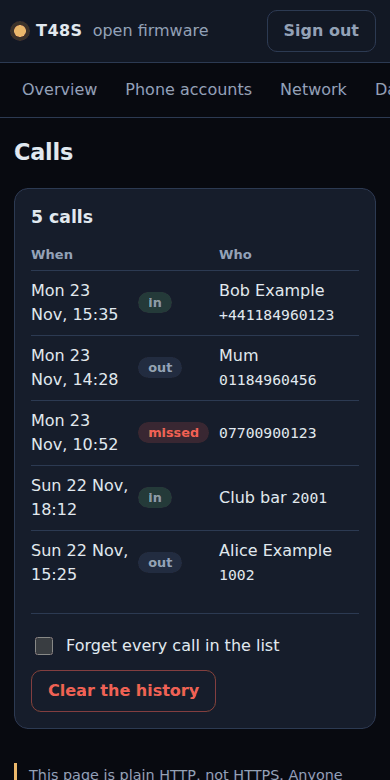 T48S open firmware Sign out
Overview Phone accounts Network Da
Calls
5 calls
When Who
Mon 23 Nov, 15:35 in Bob Example +441184960123
Mon 23 Nov, 14:28 out Mum 01184960456
Mon 23 Nov, 10:52 missed 07700900123
Sun 22 Nov, 18:12 in Club bar 2001
Sun 22 Nov, 15:25 out Alice Example 1002
Forget every call in the list
Clear the history
This page is plain HTTP, not HTTPS. Anyone